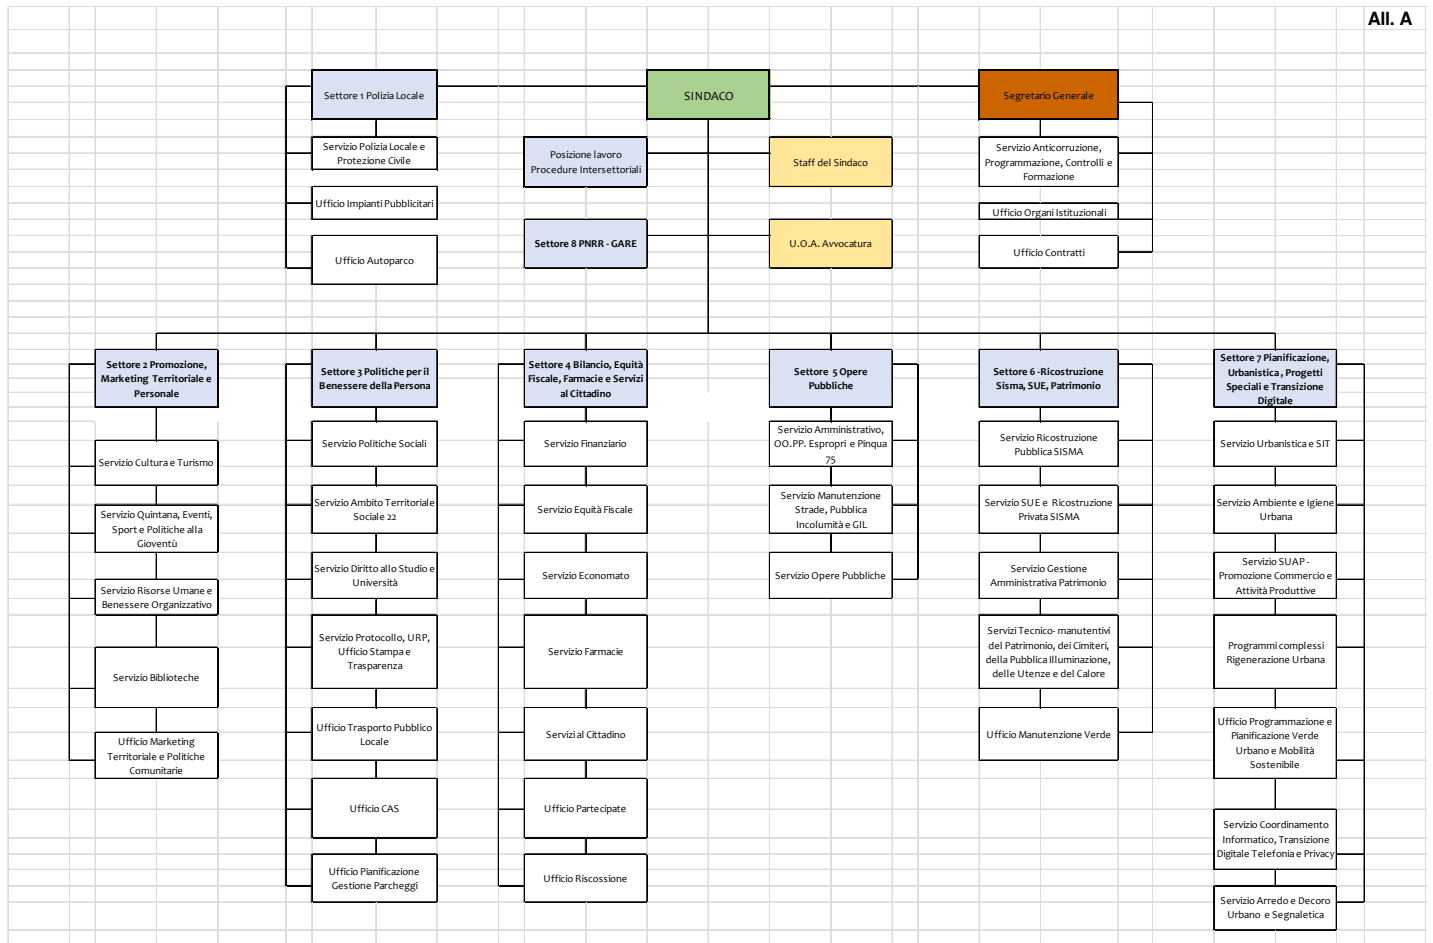 All. A
Settore 1 Polizia Locale
SINDACO
Segretario Generale
Servizio Polizia Locale e
Protezione Civile
Ufficio Impianti Pubblicitari
Ufficio Autoparco
Posizione lavoro
Procedure Intersettoriali
Staff del Sindaco
Settore 8 PNRR - GARE
U.O.A. Avvocatura
Servizio Anticorruzione,
Programmazione, Controlli e
Formazione
Ufficio Organi Istituzionali
Ufficio Contratti
Settore 2 Promozione,
Marketing Territoriale e
Personale
Servizio Cultura e Turismo
Servizio Quintana, Eventi,
Sport e Politiche alla
Gioventù
Servizio Risorse Umane e
Benessere Organizzativo
Servizio Biblioteche
Ufficio Marketing
Territoriale e Politiche
Comunitarie
Settore 3 Politiche per il
Benessere della Persona
Servizio Politiche Sociali
Servizio Ambito Territoriale
Sociale 22
Servizio Diritto allo Studio e
Università
Servizio Protocollo, URP,
Ufficio Stampa e
Trasparenza
Ufficio Trasporto Pubblico
Locale
Ufficio CAS
Ufficio Pianificazione
Gestione Parcheggi
Settore 4 Bilancio, Equità
Fiscale, Farmacie e Servizi
al Cittadino
Servizio Finanziario
Servizio Equità Fiscale
Servizio Economato
Servizio Farmacie
Servizi al Cittadino
Ufficio Partecipate
Ufficio Riscossione
Settore 5 Opere
Pubbliche
Servizio Amministrativo,
OO.PP. Espropri e Pinqua
75
Servizio Manutenzione
Strade, Pubblica
Incolumità e GIL
Servizio Opere Pubbliche
Settore 6 -Ricostruzione
Sisma, SUE, Patrimonio
Servizio Ricostruzione
Pubblica SISMA
Servizio SUE e Ricostruzione
Privata SISMA
Servizio Gestione
Amministrativa Patrimonio
Servizi Tecnico- manutentivi
del Patrimonio, dei Cimiteri,
della Pubblica Illuminazione,
delle Utenze e del Calore
Ufficio Manutenzione Verde
Settore 7 Pianificazione,
Urbanistica , Progetti
Speciali e Transizione
Digitale
Servizio Urbanistica e SIT
Servizio Ambiente e Igiene
Urbana
Servizio SUAP -
Promozione Commercio e
Attività Produttive
Programmi complessi
Rigenerazione Urbana
Ufficio Programmazione e
Pianificazione Verde
Urbano e Mobilità
Sostenibile
Servizio Coordinamento
Informatico, Transizione
Digitale Telefonia e Privacy
Servizio Arredo e Decoro
Urbano e Segnaletica